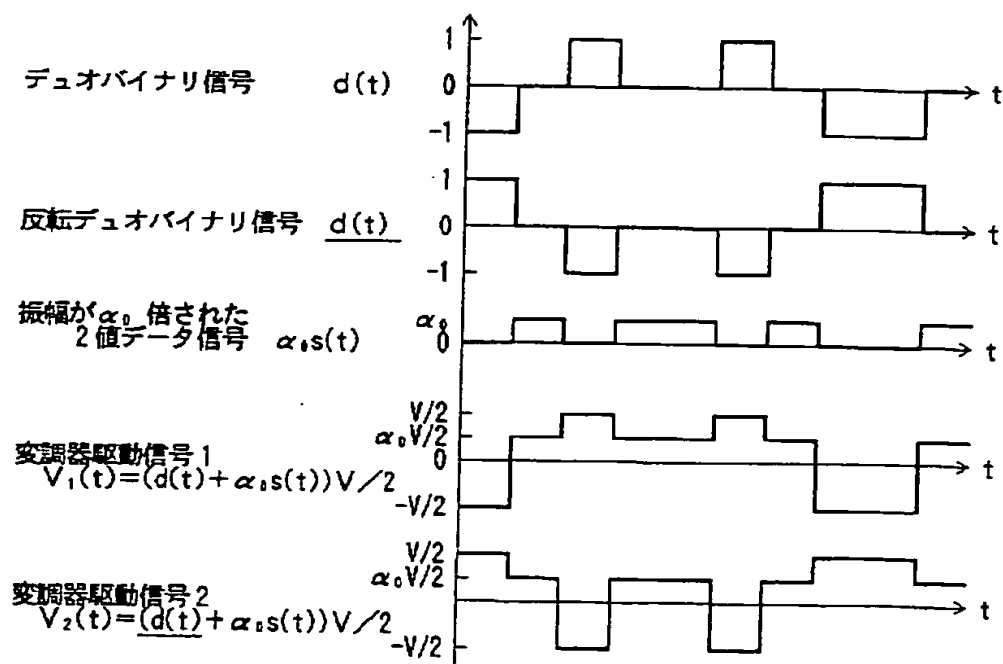 1
デュオバイナリ信号 d(t) 0 t
-1
1
反転デュオバイナリ信号 d(t) 0 t
-1
振幅がα₀ 倍された α₀
2値データ信号 α₀s(t) 0 t
V/2
α₀V/2
変調器駆動信号1 0
V₁(t)=(d(t)+α₀s(t))V/2 t
-V/2
V/2
α₀V/2
変調器駆動信号2
V₂(t)=(d(t)+α₀s(t))V/2 t
-V/2